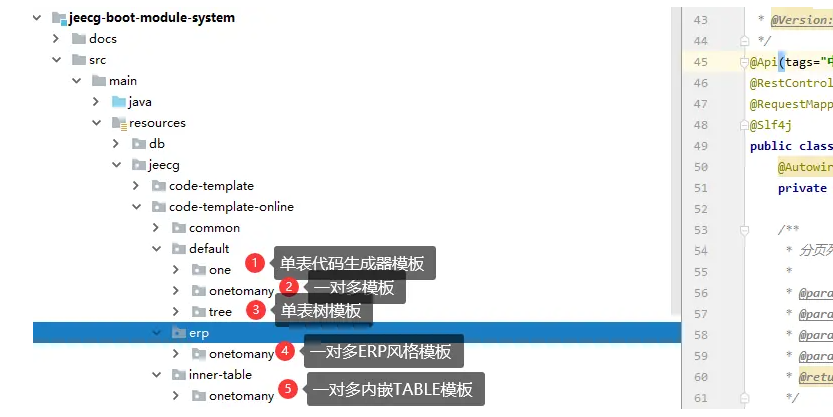 jeecg-boot-module-system
docs
src
main
java
resources
db
jeecg
code-template
code-template-online
common
default
one 1 单表代码生成器模板
onetomany 2 一对多模板
tree 3 单表树模板
erp
onetomany 4 一对多ERP风格模板
inner-table
onetomany 5 一对多内嵌TABLE模板
43 * @Version:
44 */
45 @Api(tags="
46 @RestControl
47 @RequestMapp
48 @Slf4j
49 public class
50 @Autowir
51 private
52
53 /**
54 * 分页列
55 *
56 * @para
57 * @para
58 * @para
59 * @para
60 * @retu
61 */